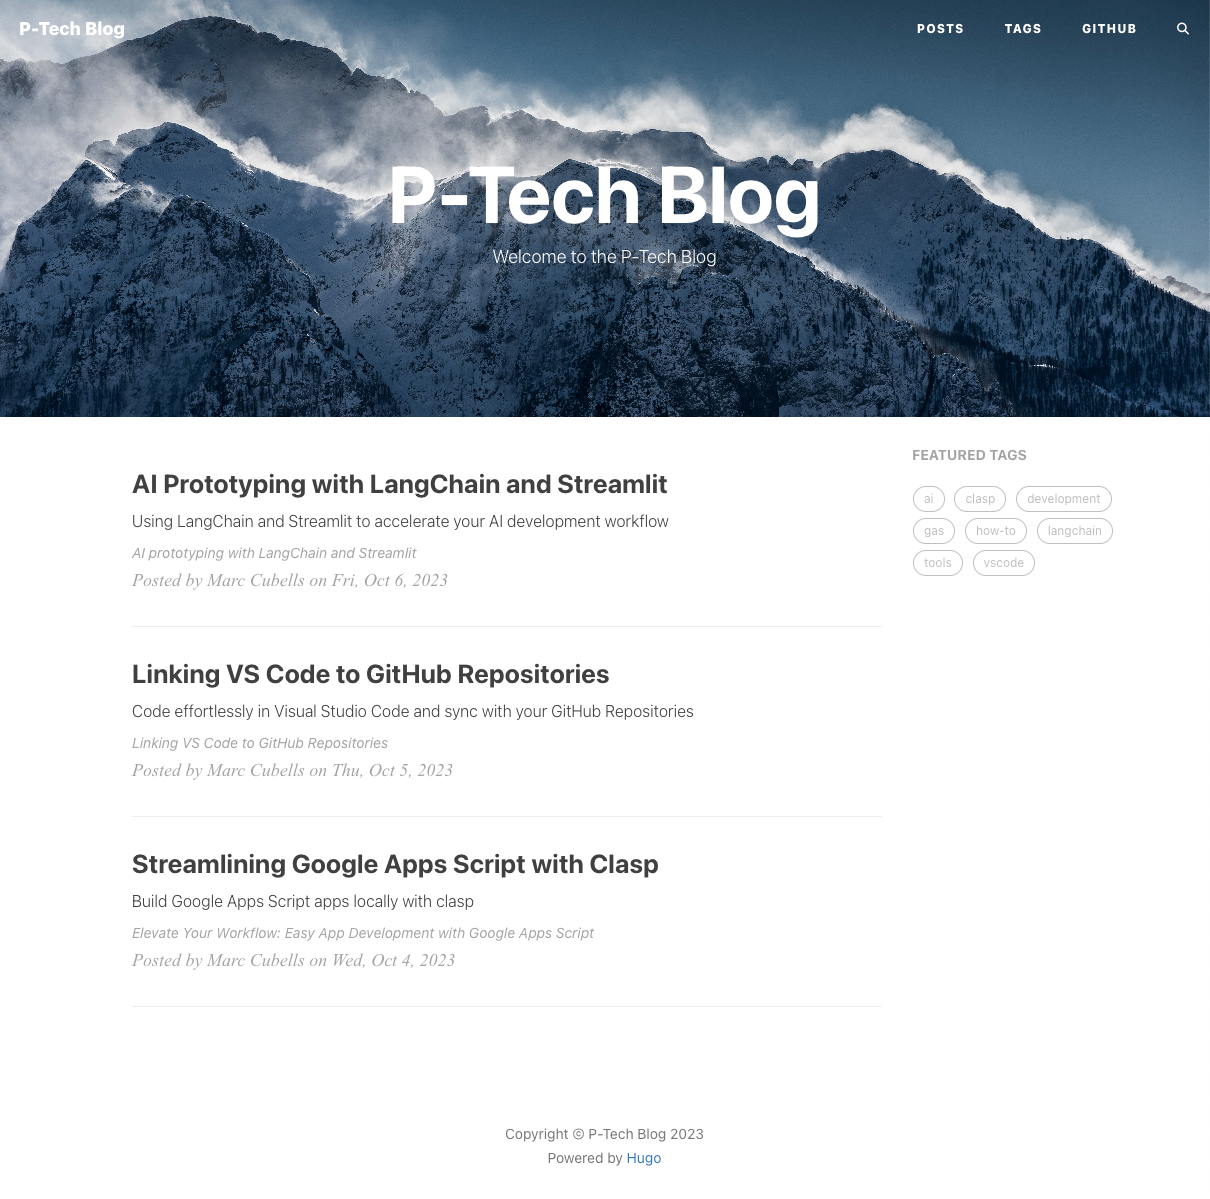 P-Tech Blog
POSTS TAGS GITHUB
P-Tech Blog
Welcome to the P-Tech Blog
AI Prototyping with LangChain and Streamlit
Using LangChain and Streamlit to accelerate your AI development workflow
AI prototyping with LangChain and Streamlit
Posted by Marc Cubells on Fri, Oct 6, 2023
Linking VS Code to GitHub Repositories
Code effortlessly in Visual Studio Code and sync with your GitHub Repositories
Linking VS Code to GitHub Repositories
Posted by Marc Cubells on Thu, Oct 5, 2023
Streamlining Google Apps Script with Clasp
Build Google Apps Script apps locally with clasp
Elevate Your Workflow: Easy App Development with Google Apps Script
Posted by Marc Cubells on Wed, Oct 4, 2023
FEATURED TAGS
ai clasp development
gas how-to langchain
tools vscode
Copyright © P-Tech Blog 2023
Powered by Hugo